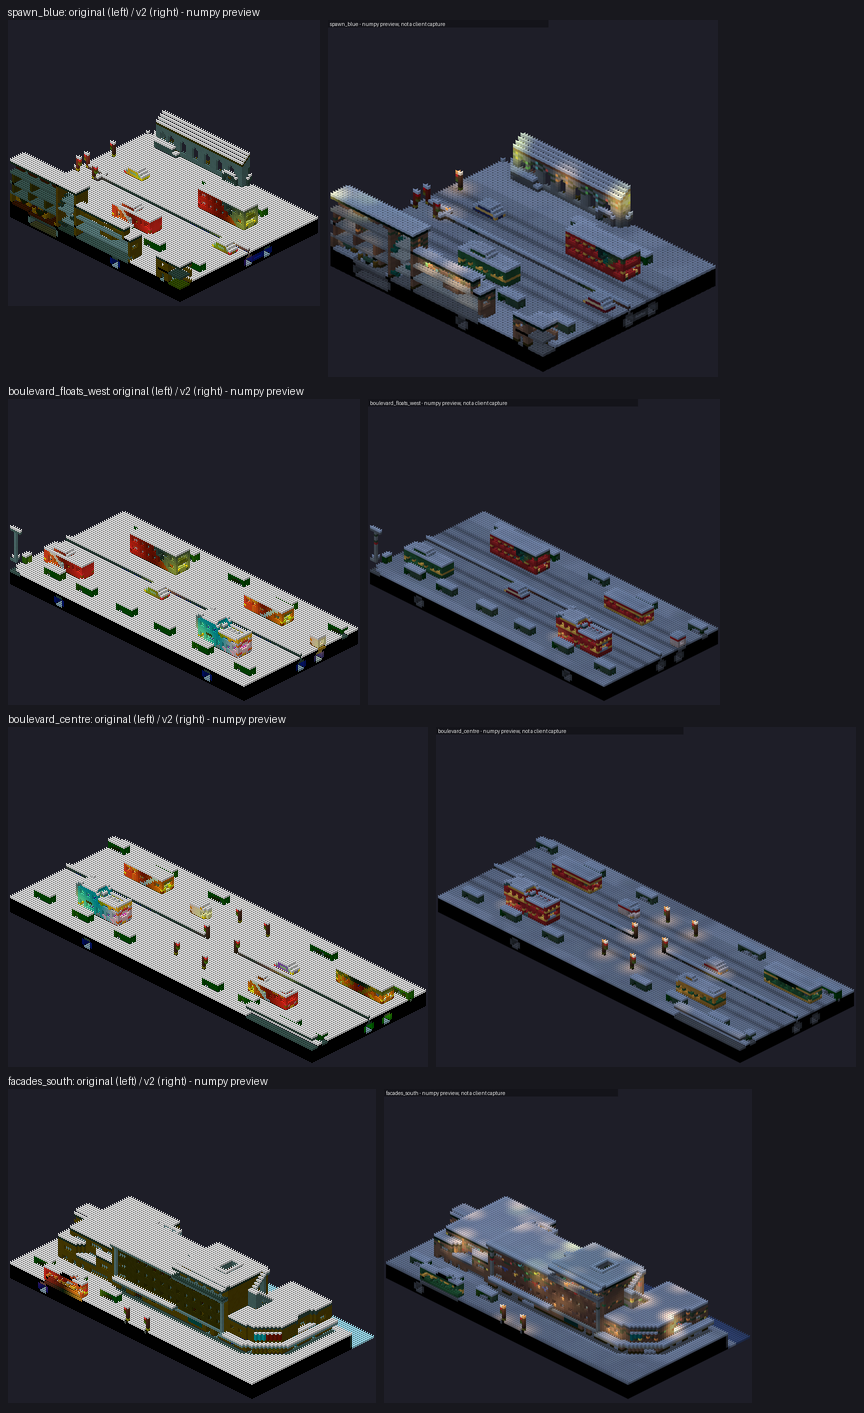 spawn_blue: original (left) / v2 (right) - numpy preview
spawn_blue - numpy preview, not a client capture
boulevard_floats_west: original (left) / v2 (right) - numpy preview
boulevard_floats_west - numpy preview, not a client capture
boulevard_centre: original (left) / v2 (right) - numpy preview
boulevard_centre - numpy preview, not a client capture
facades_south: original (left) / v2 (right) - numpy preview
facades_south - numpy preview, not a client capture